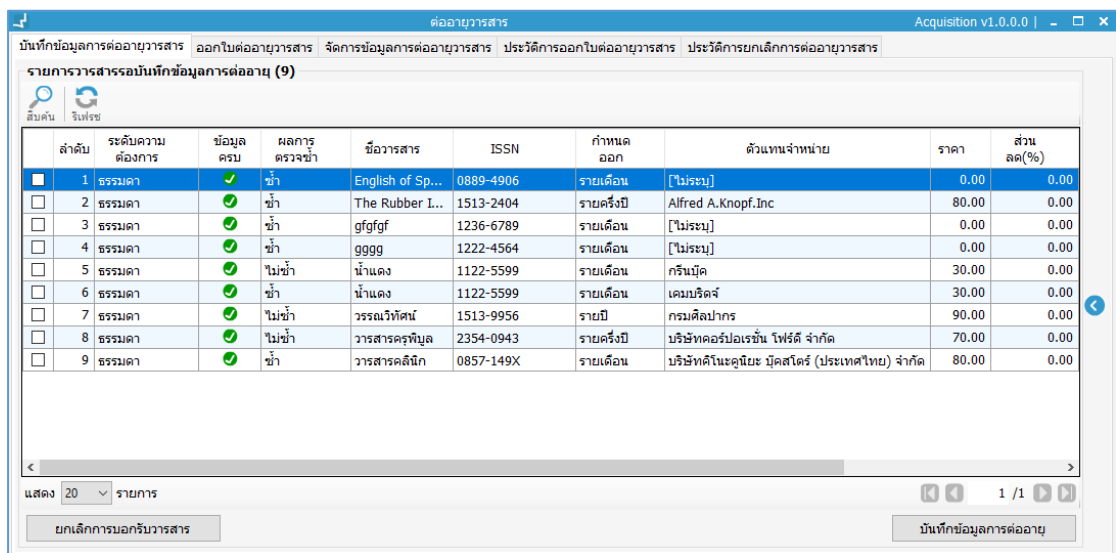 ต่ออายุวารสาร Acquisition v1.0.0.0 |
บันทึกข้อมูลการต่ออายุวารสาร ออกใบต่ออายุวารสาร จัดการข้อมูลการต่ออายุวารสาร ประวัติการออกใบต่ออายุวารสาร ประวัติการยกเลิกการต่ออายุวารสาร
รายการวารสารรอบันทึกข้อมูลการต่ออายุ (9)
สืบค้น รีเฟรช
ลำดับ ระดับความต้องการ ข้อมูลครบ ผลการตรวจซ้ำ ชื่อวารสาร ISSN กำหนดออก ตัวแทนจำหน่าย ราคา ส่วนลด(%)
1 ธรรมดา ซ้ำ English of Sp... 0889-4906 รายเดือน [ไม่ระบุ] 0.00 0.00
2 ธรรมดา ซ้ำ The Rubber I... 1513-2404 รายครึ่งปี Alfred A.Knopf.Inc 80.00 0.00
3 ธรรมดา ซ้ำ gfgfgf 1236-6789 รายเดือน [ไม่ระบุ] 0.00 0.00
4 ธรรมดา ซ้ำ gggg 1222-4564 รายเดือน [ไม่ระบุ] 0.00 0.00
5 ธรรมดา ไม่ซ้ำ น้ำแดง 1122-5599 รายเดือน กรีนบุ๊ค 30.00 0.00
6 ธรรมดา ซ้ำ น้ำแดง 1122-5599 รายเดือน เคมบริดจ์ 30.00 0.00
7 ธรรมดา ไม่ซ้ำ วรรณวิทัศน์ 1513-9956 รายปี กรมศิลปากร 90.00 0.00
8 ธรรมดา ไม่ซ้ำ วารสารครุพิบูล 2354-0943 รายครึ่งปี บริษัทคอร์ปอเรชั่น โฟร์ดี จำกัด 70.00 0.00
9 ธรรมดา ซ้ำ วารสารคลินิก 0857-149X รายเดือน บริษัทคิโนะคูนิยะ บุ๊คสโตร์ (ประเทศไทย) จำกัด 80.00 0.00
แสดง 20 รายการ 1 /1
ยกเลิกการบอกรับวารสาร บันทึกข้อมูลการต่ออายุ